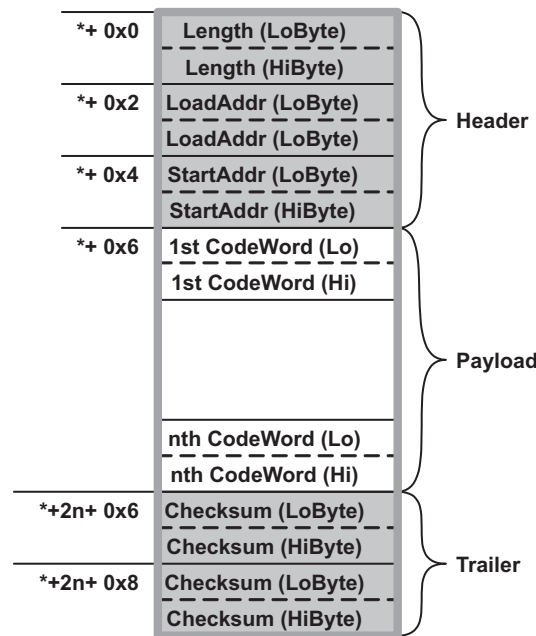 *+ 0x0
Length (LoByte)
Length (HiByte)
*+ 0x2
LoadAddr (LoByte)
LoadAddr (LoByte)
Header
*+ 0x4
StartAddr (LoByte)
StartAddr (HiByte)
*+ 0x6
1st CodeWord (Lo)
1st CodeWord (Hi)
Payload
nth CodeWord (Lo)
nth CodeWord (Hi)
*+2n+ 0x6
Checksum (LoByte)
Checksum (HiByte)
Trailer
*+2n+ 0x8
Checksum (LoByte)
Checksum (HiByte)